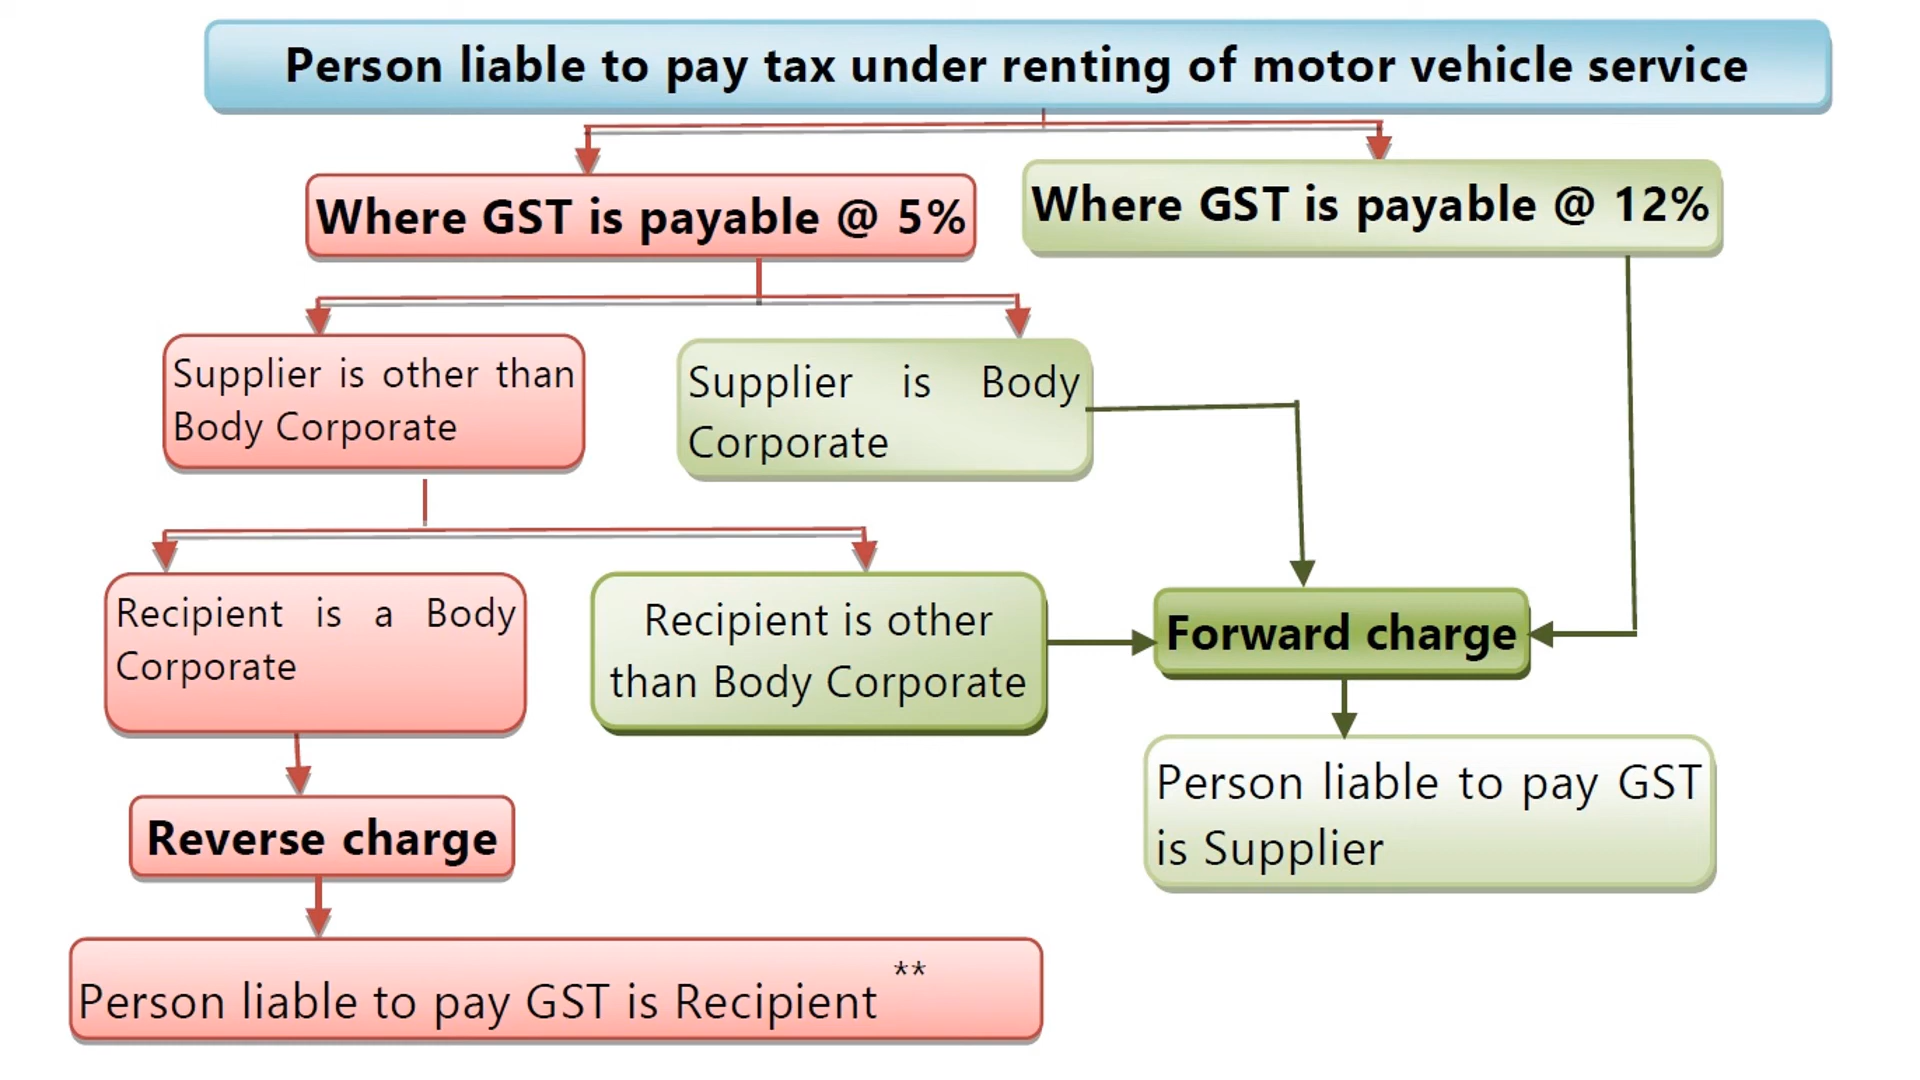 Person liable to pay tax under renting of motor vehicle service
Where GST is payable @ 5%
Where GST is payable @ 12%
Supplier is other than
Body Corporate
Supplier is Body
Corporate
Recipient is a Body
Corporate
Recipient is other
than Body Corporate
Forward charge
Reverse charge
Person liable to pay GST
is Supplier
Person liable to pay GST is Recipient **